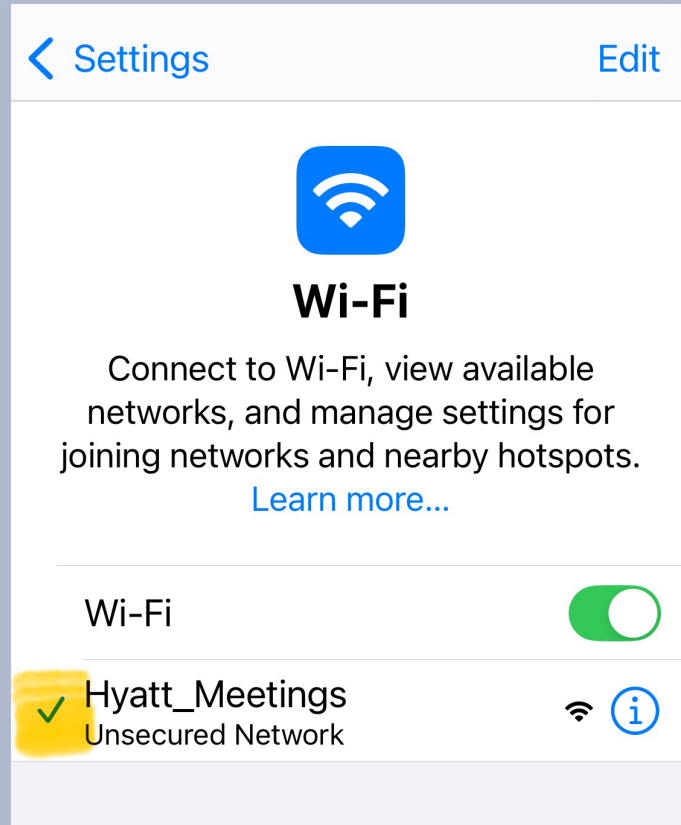 Settings
Edit
Wi-Fi
Connect to Wi-Fi, view available
networks, and manage settings for
joining networks and nearby hotspots.
Learn more...
Wi-Fi
Hyatt_Meetings
Unsecured Network